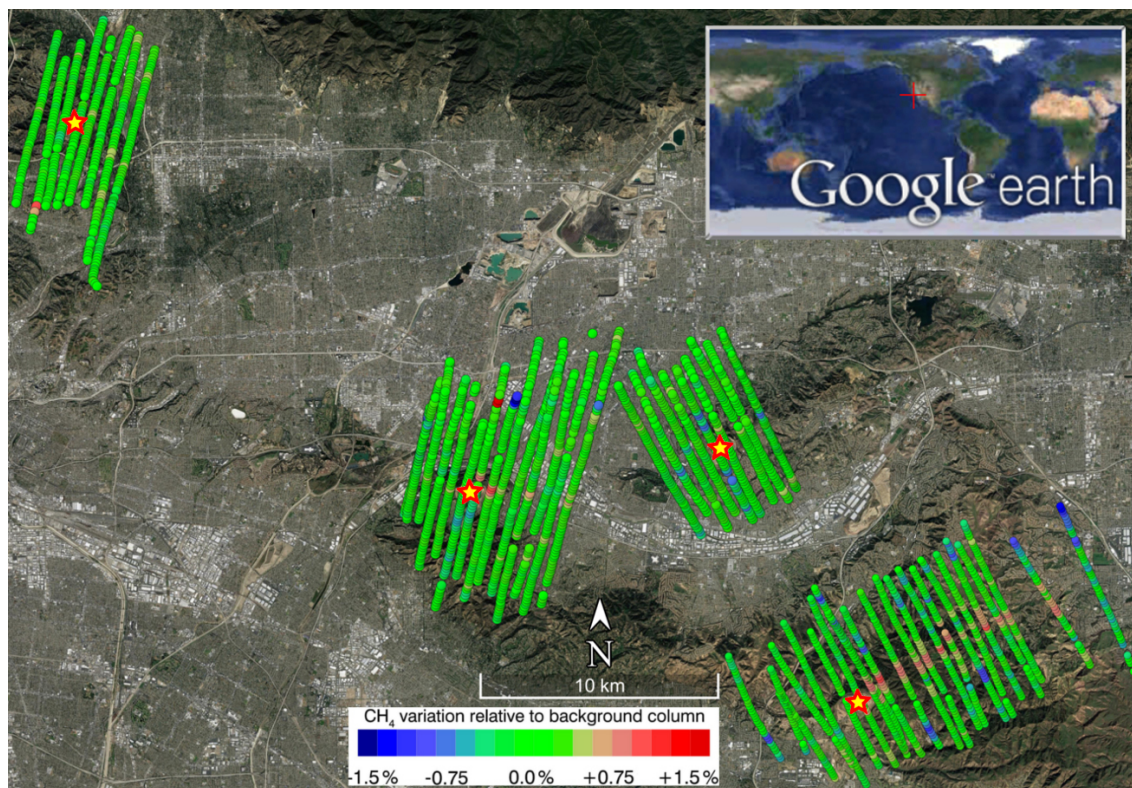 Google earth
N
10 km
CH₄ variation relative to background column
-1.5 % -0.75 0.0 % +0.75 +1.5 %